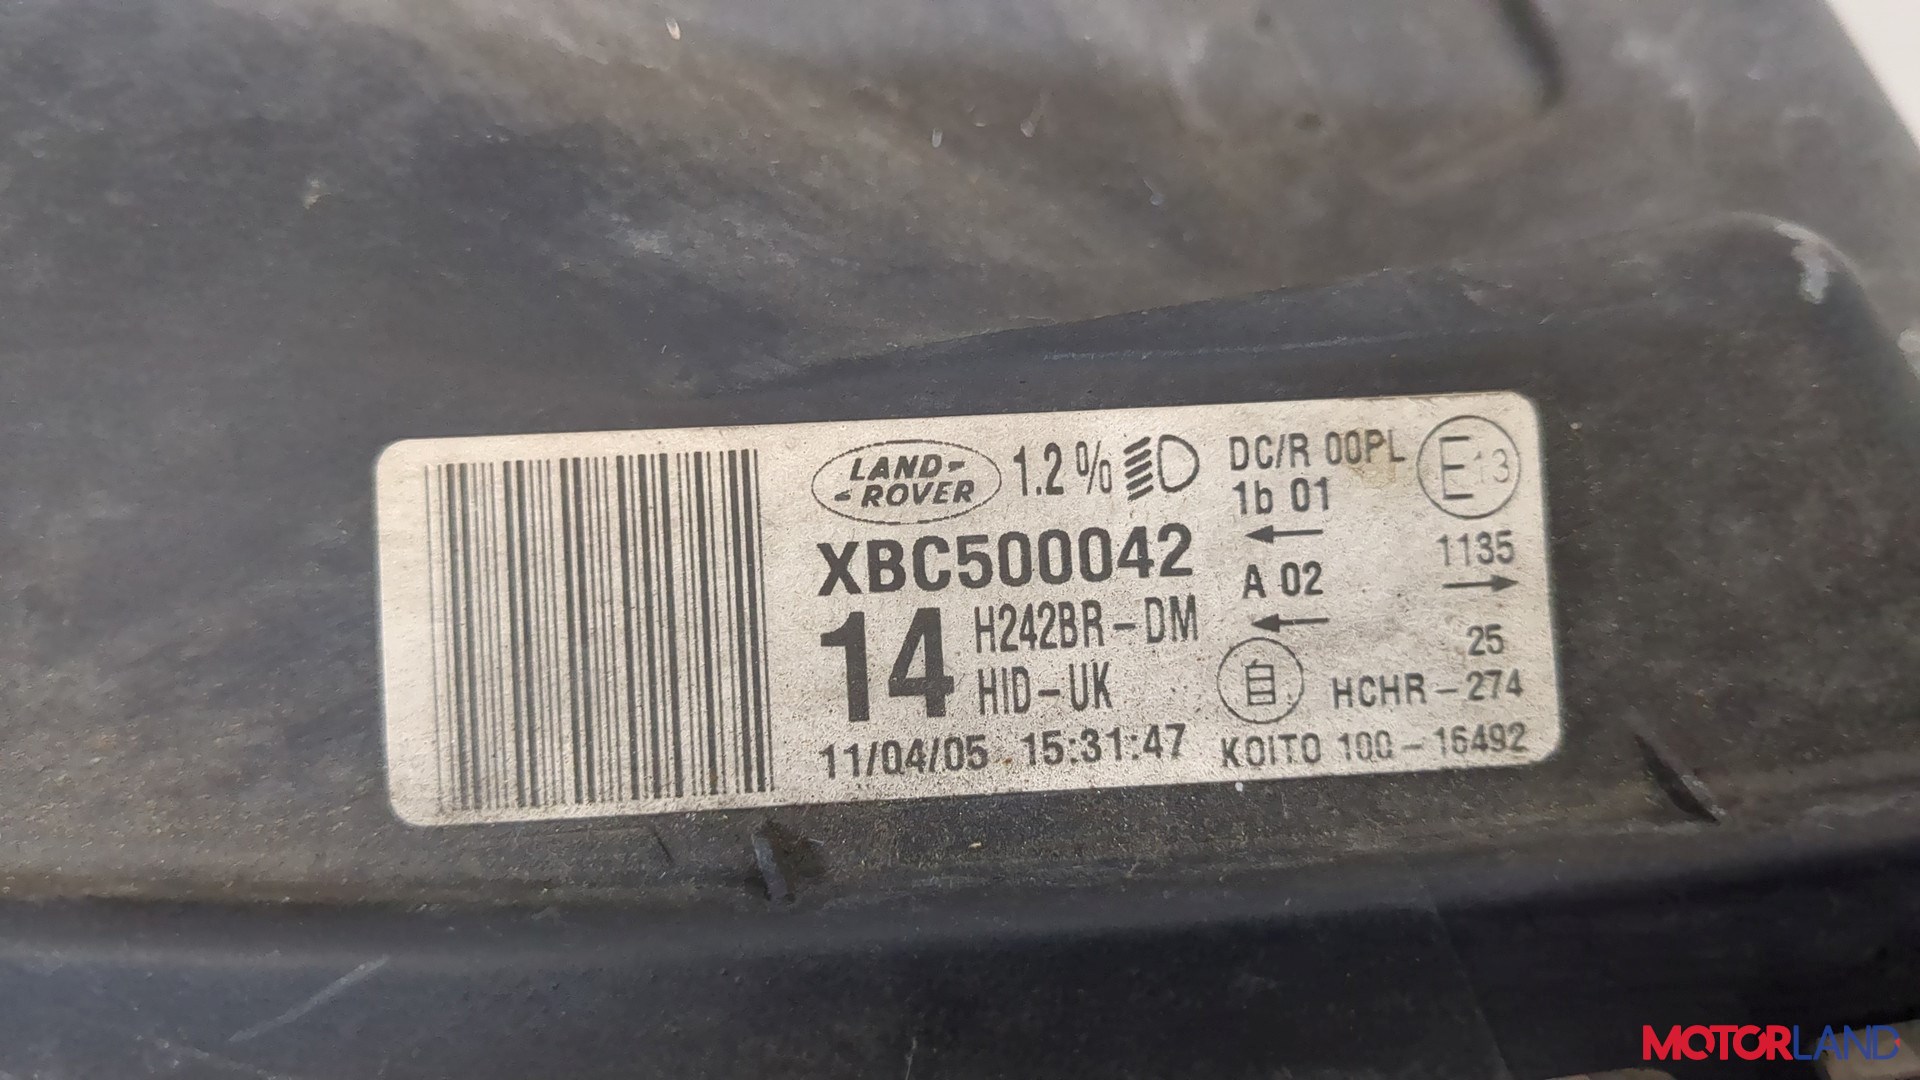 LAND-
-ROVER
1.2%
XBC500042
14
H242BR-DM
HID-UK
11/04/05 15:31:47
DC/R 00PL
1b 01
A 02
E13
1135
25
自
HCHR-274
KOITO 100-16492
MOTORLAND